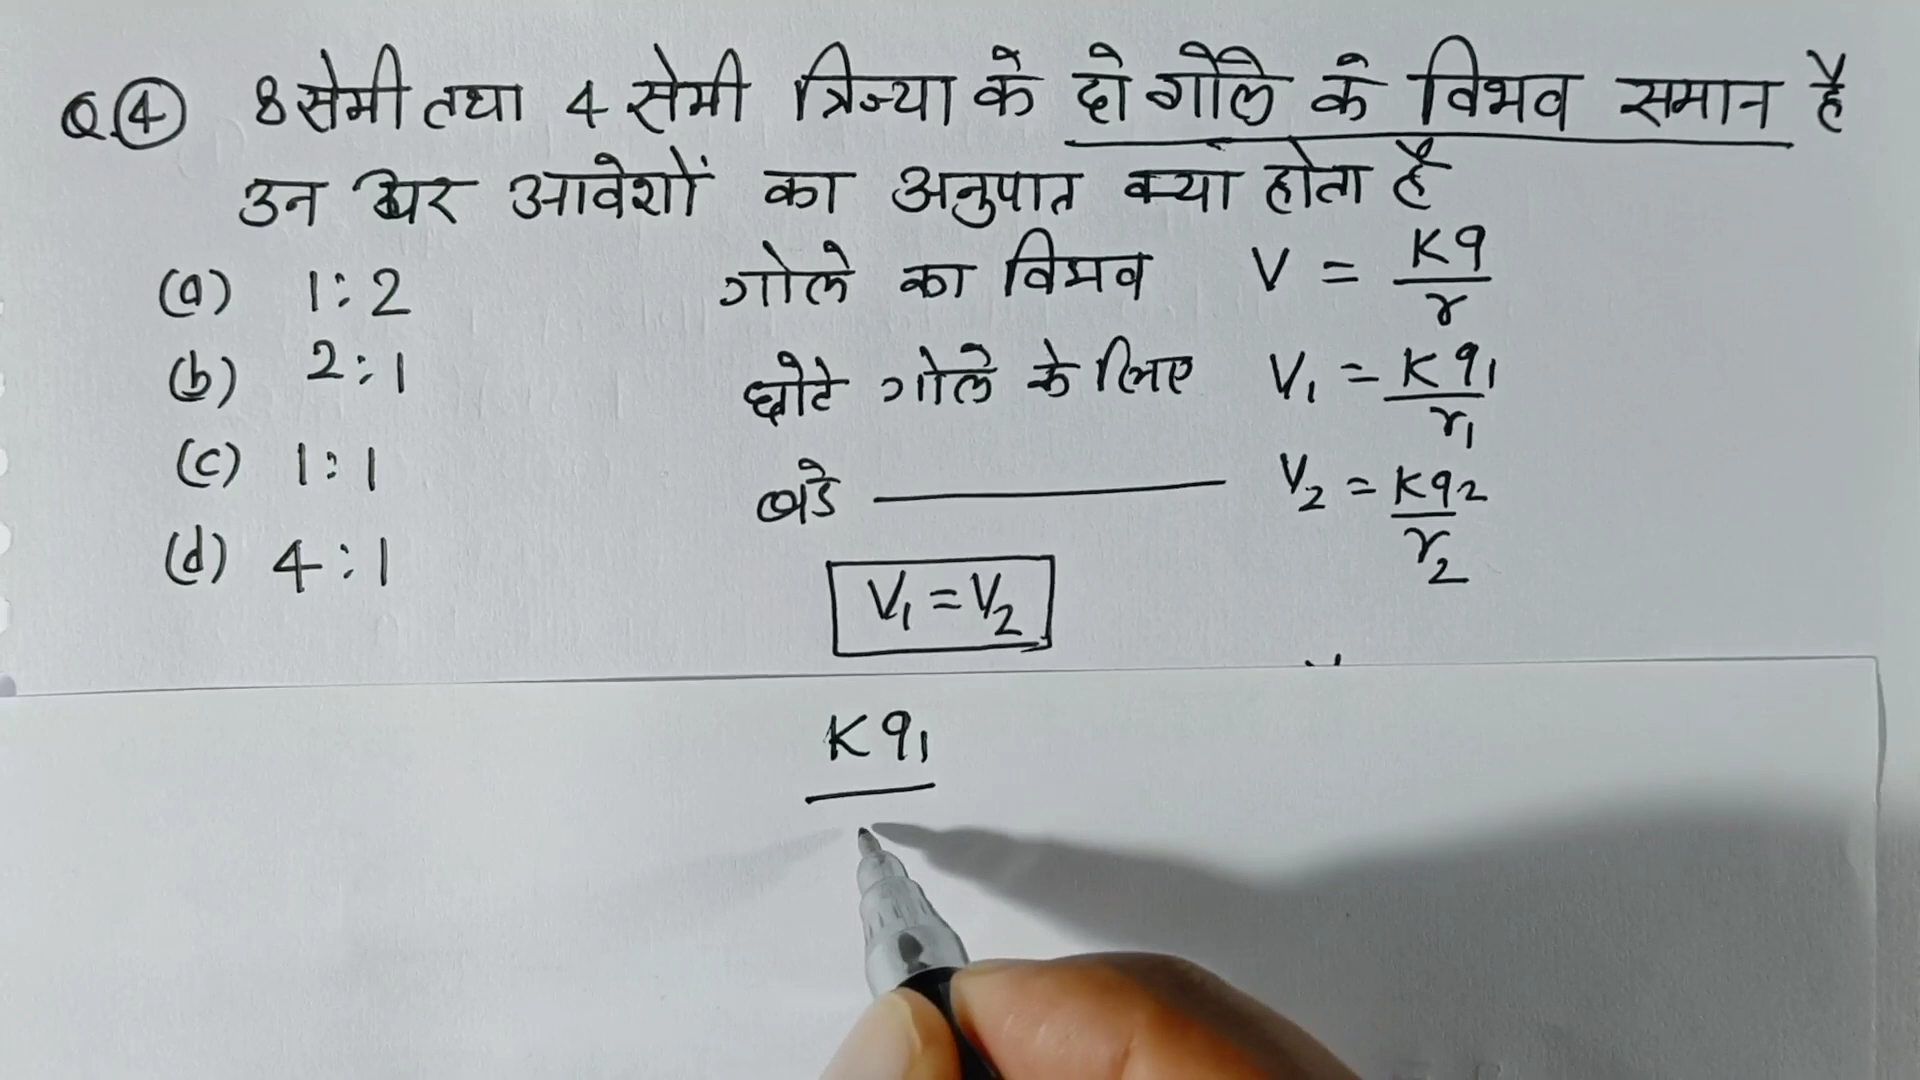 Q.④ 8 सेमी तथा 4 सेमी त्रिज्या के दो गोले के विभव समान है
उन पर आवेशों का अनुपात क्या होता है
(a) 1:2
(b) 2:1
(c) 1:1
(d) 4:1
गोले का विभव V = Kq/r
छोटे गोले के लिए V₁ = Kq₁/r₁
बडे ——— V₂ = Kq₂/r₂
V₁ = V₂
Kq₁